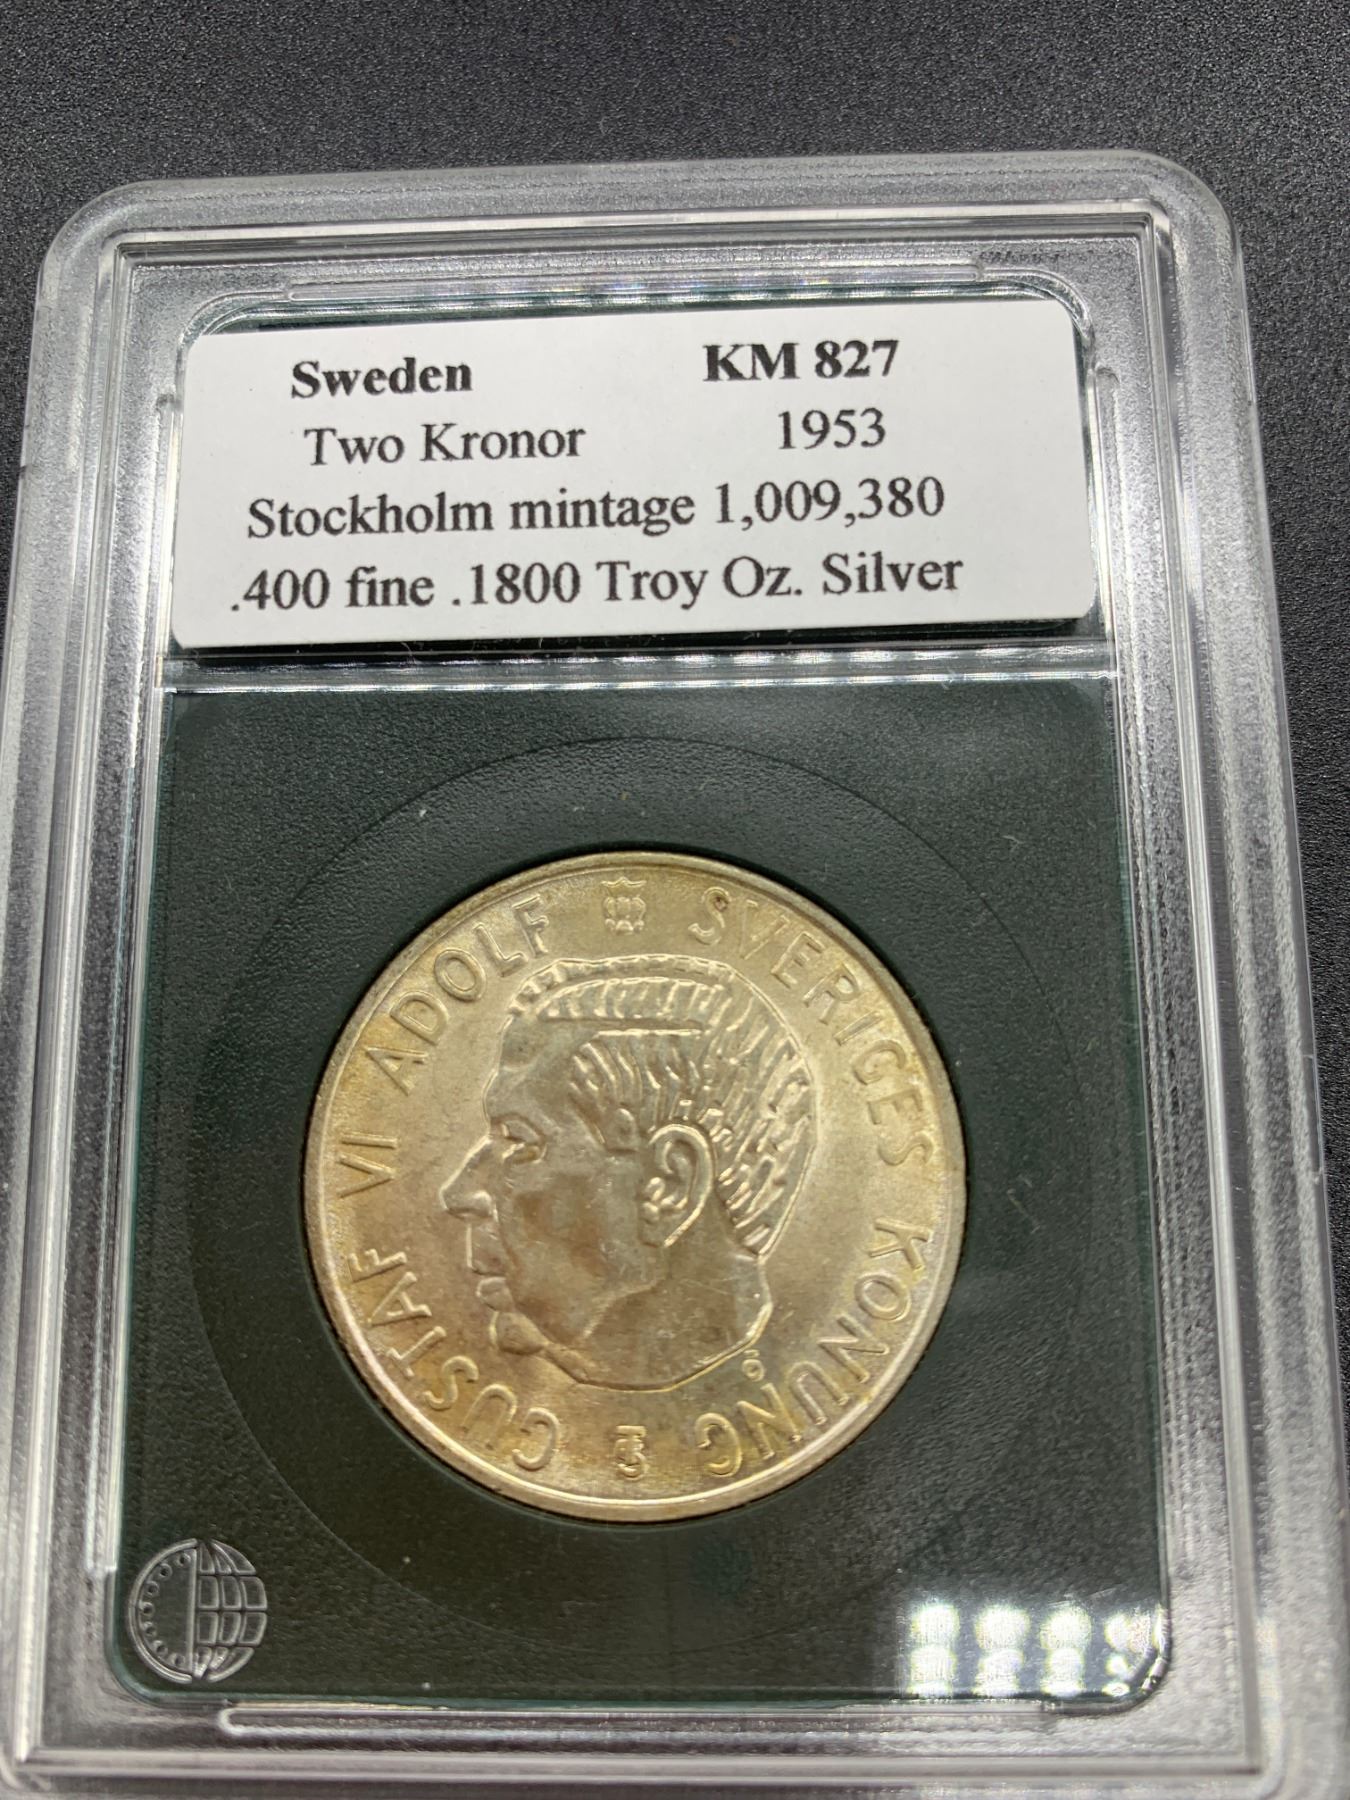 Sweden KM 827
Two Kronor 1953
Stockholm mintage 1,009,380
.400 fine .1800 Troy Oz. Silver
GUSTAF VI ADOLF SVERIGES KONUNG